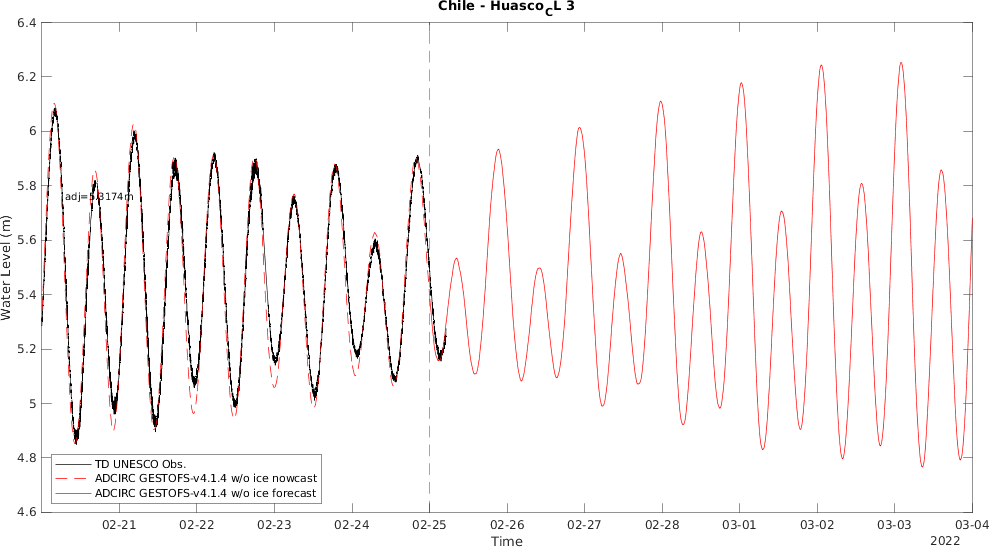 Chile - Huasco_CL 3
6.4
6.2
6
5.8
5.6
5.4
5.2
5
4.8
4.6
Water Level (m)
adj=5.3174m
TD UNESCO Obs.
ADCIRC GESTOFS-v4.1.4 w/o ice nowcast
ADCIRC GESTOFS-v4.1.4 w/o ice forecast
02-21 02-22 02-23 02-24 02-25 02-26 02-27 02-28 03-01 03-02 03-03 03-04
Time
2022